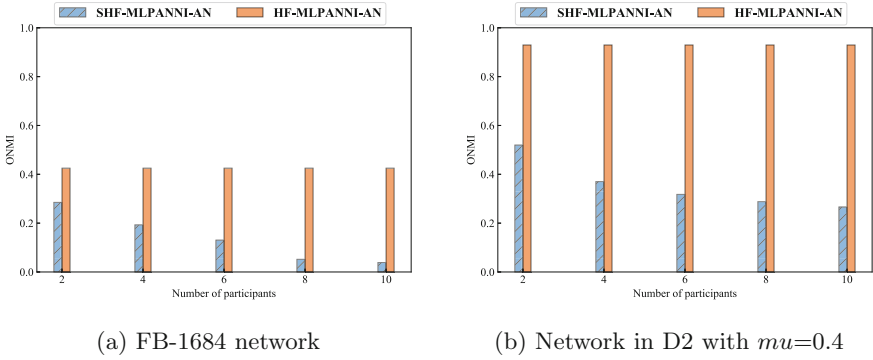 SHF-MLPANNI-AN HF-MLPANNI-AN
1.0
0.8
0.6
0.4
0.2
0.0
ONMI
2 4 6 8 10
Number of participants
(a) FB-1684 network
SHF-MLPANNI-AN HF-MLPANNI-AN
1.0
0.8
0.6
0.4
0.2
0.0
ONMI
2 4 6 8 10
Number of participants
(b) Network in D2 with mu=0.4